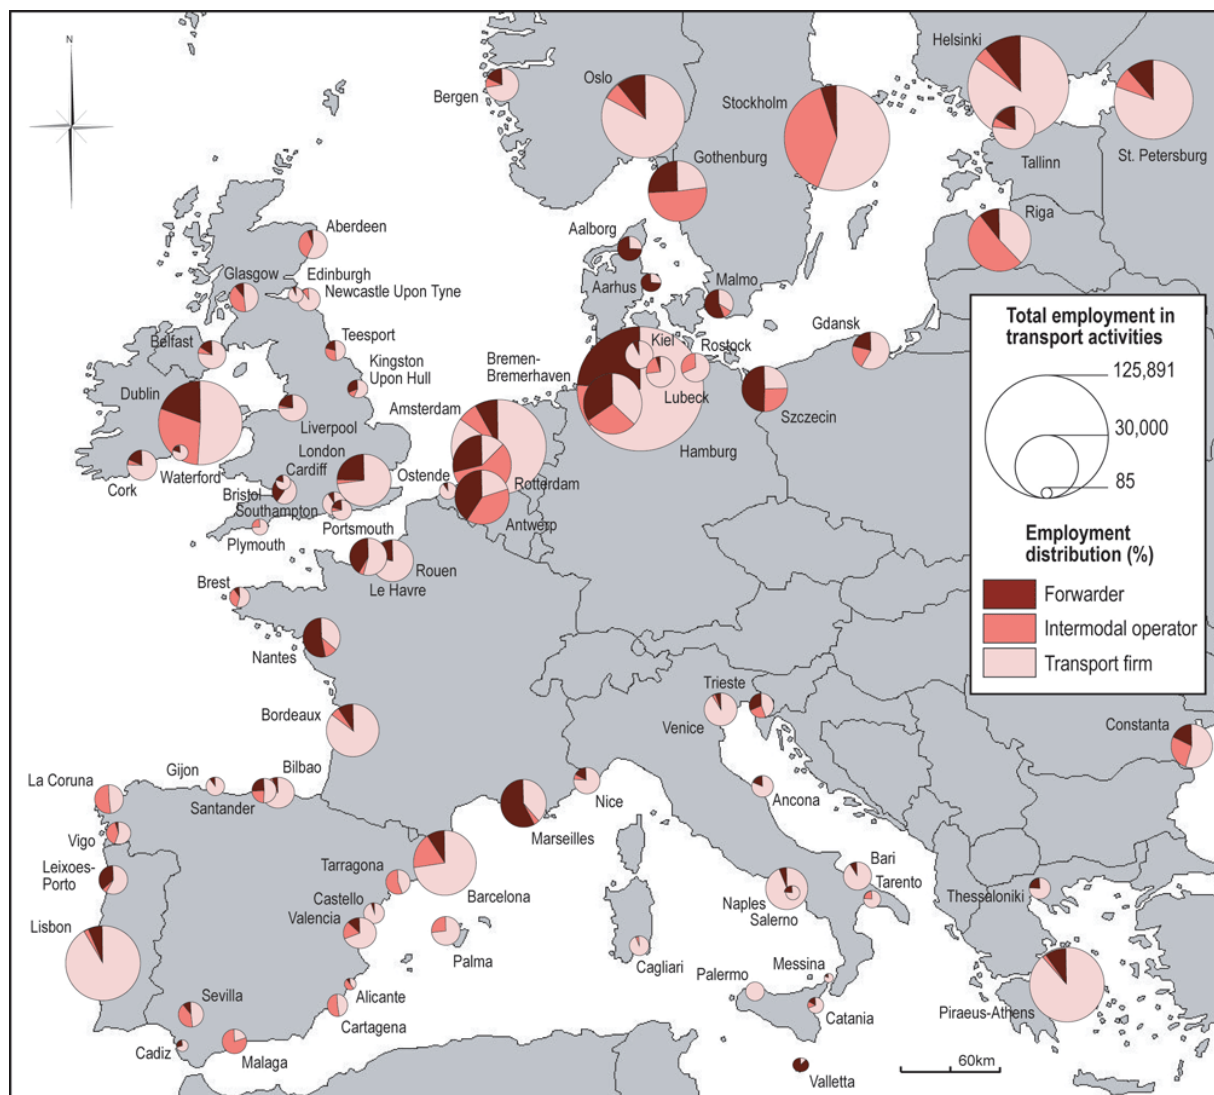 N
Helsinki
Oslo
Stockholm
Bergen
Gothenburg
Tallinn
St. Petersburg
Riga
Aberdeen
Aalborg
Glasgow
Edinburgh
Newcastle Upon Tyne
Aarhus
Malmo
Total employment in
transport activities
125,891
30,000
85
Employment
distribution (%)
Forwarder
Intermodal operator
Transport firm
Teesport
Gdansk
Belfast
Kiel
Rostock
Bremen-
Bremerhaven
Kingston
Upon Hull
Lubeck
Dublin
Amsterdam
Szczecin
Liverpool
London
Hamburg
Waterford
Cardiff
Ostende
Cork
Rotterdam
Bristol
Southampton
Antwerp
Portsmouth
Plymouth
Rouen
Le Havre
Brest
Nantes
Trieste
Bordeaux
Venice
Constanta
Gijon
Bilbao
La Coruna
Santander
Nice
Ancona
Marseilles
Vigo
Leixoes-
Porto
Tarragona
Bari
Tarento
Barcelona
Castello
Valencia
Naples
Salerno
Thessaloniki
Lisbon
Palma
Cagliari
Messina
Palermo
Alicante
Sevilla
Cartagena
Catania
Piraeus-Athens
Cadiz
Malaga
Valletta
60km